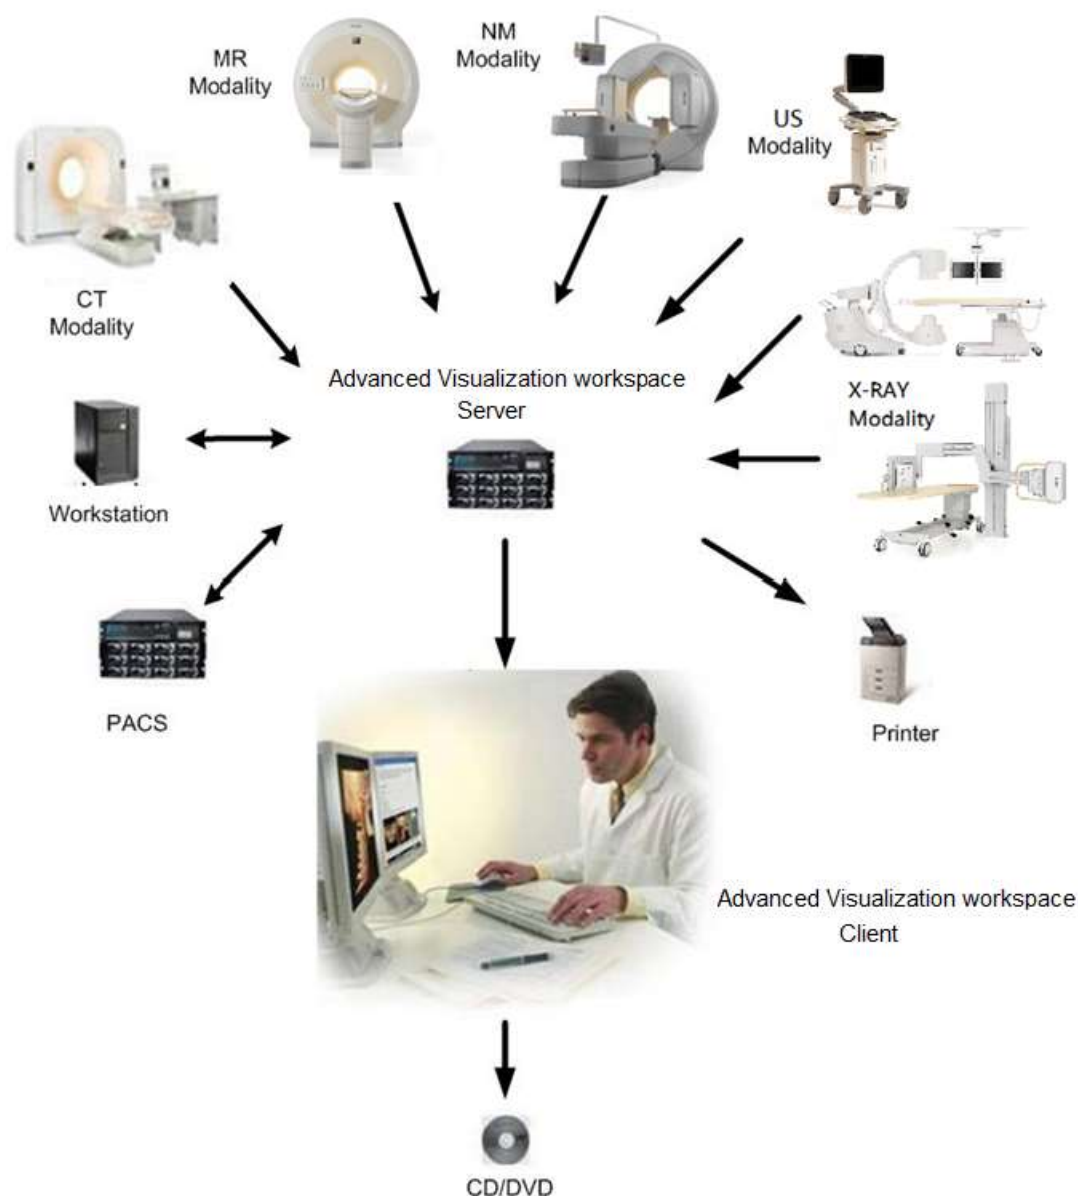 MR
Modality
NM
Modality
US
Modality
CT
Modality
Advanced Visualization workspace
Server
X-RAY
Modality
Workstation
PACS
Printer
Advanced Visualization workspace
Client
CD/DVD